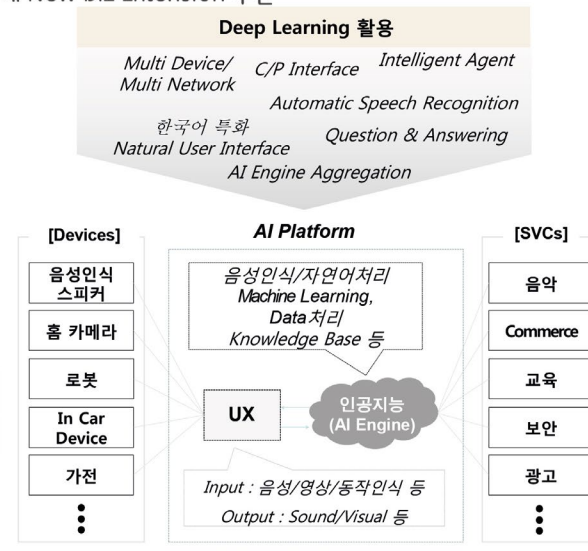 Deep Learning 활용
Multi Device/
Multi Network
C/P Interface
Intelligent Agent
Automatic Speech Recognition
한국어 특화
Natural User Interface
Question & Answering
AI Engine Aggregation
[Devices]
음성인식
스피커
홈 카메라
로봇
In Car
Device
가전
AI Platform
음성인식/자연어처리
Machine Learning,
Data처리
Knowledge Base 등
UX
인공지능
(AI Engine)
Input : 음성/영상/동작인식 등
Output : Sound/Visual 등
[SVCs]
음악
Commerce
교육
보안
광고